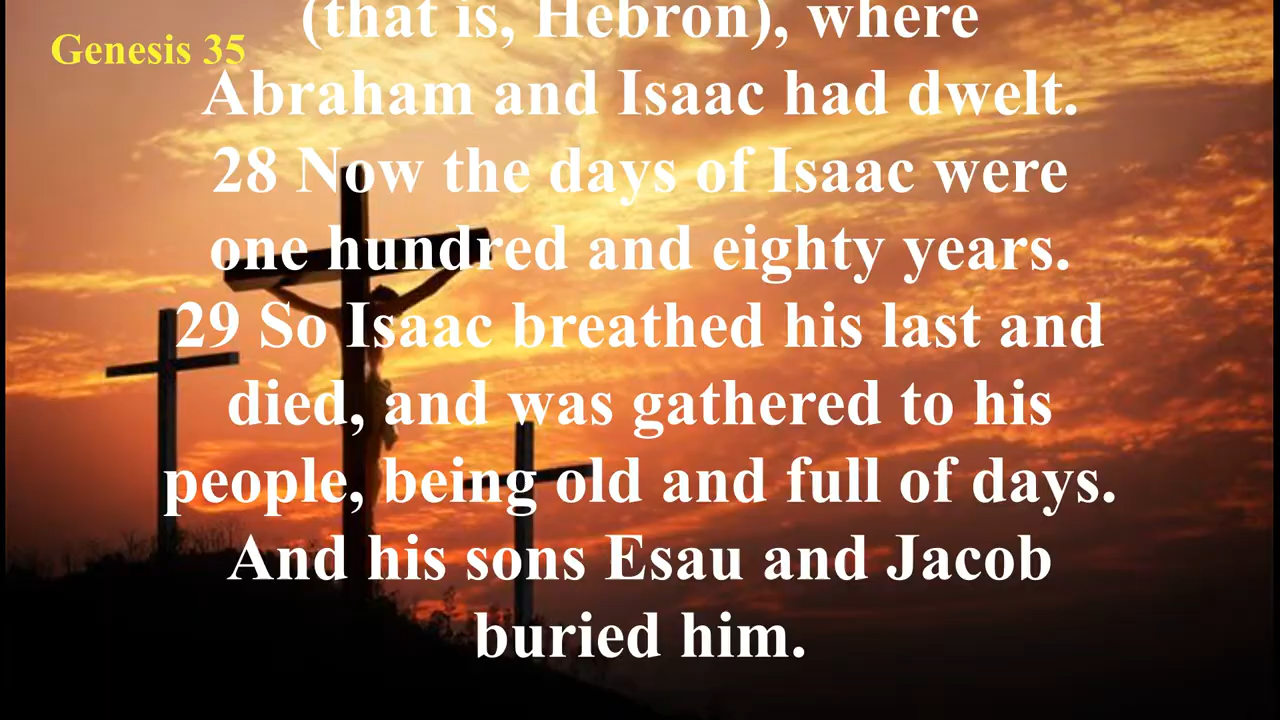 Genesis 35
(that is, Hebron), where
Abraham and Isaac had dwelt.
28 Now the days of Isaac were
one hundred and eighty years.
29 So Isaac breathed his last and
died, and was gathered to his
people, being old and full of days.
And his sons Esau and Jacob
buried him.